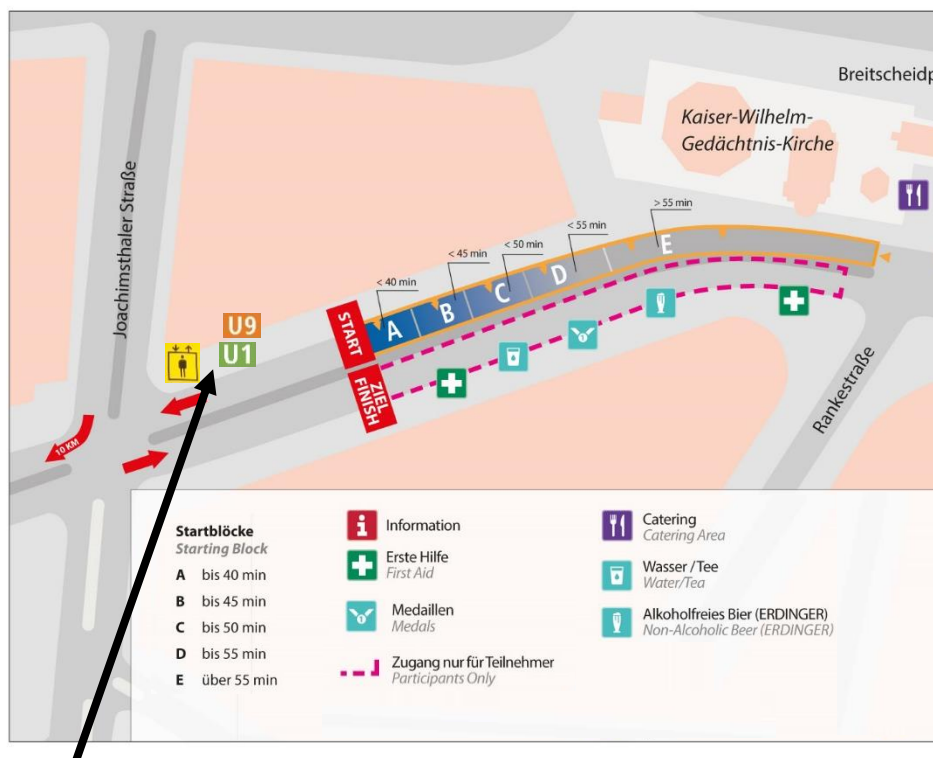 Breitscheidp
Kaiser-Wilhelm-
Gedächtnis-Kirche
Joachimsthaler Straße
> 55 min
< 55 min
< 50 min
< 45 min
< 40 min
E
D
C
B
A
START
ZIEL
FINISH
U9
U1
10 KM
Rankestraße
Startblöcke
Starting Block
A bis 40 min
B bis 45 min
C bis 50 min
D bis 55 min
E über 55 min
Information
Erste Hilfe
First Aid
Medaillen
Medals
Zugang nur für Teilnehmer
Participants Only
Catering
Catering Area
Wasser / Tee
Water/Tea
Alkoholfreies Bier (ERDINGER)
Non-Alcoholic Beer (ERDINGER)